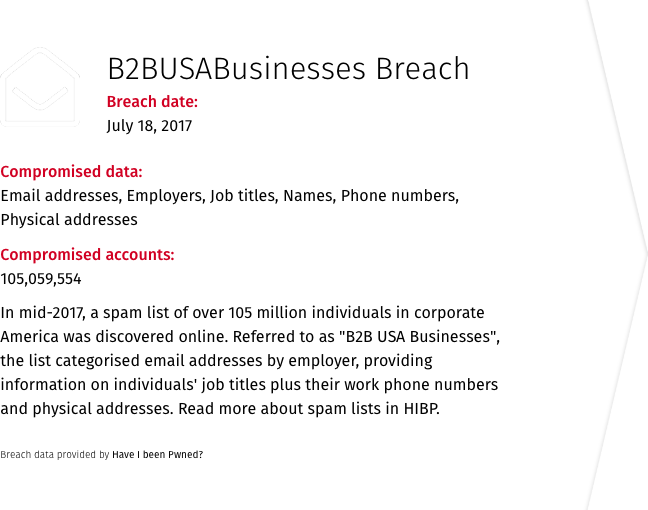 B2BUSABusinesses Breach
Breach date:
July 18, 2017
Compromised data:
Email addresses, Employers, Job titles, Names, Phone numbers,
Physical addresses
Compromised accounts:
105,059,554
In mid-2017, a spam list of over 105 million individuals in corporate
America was discovered online. Referred to as "B2B USA Businesses",
the list categorised email addresses by employer, providing
information on individuals' job titles plus their work phone numbers
and physical addresses. Read more about spam lists in HIBP.
Breach data provided by Have I been Pwned?